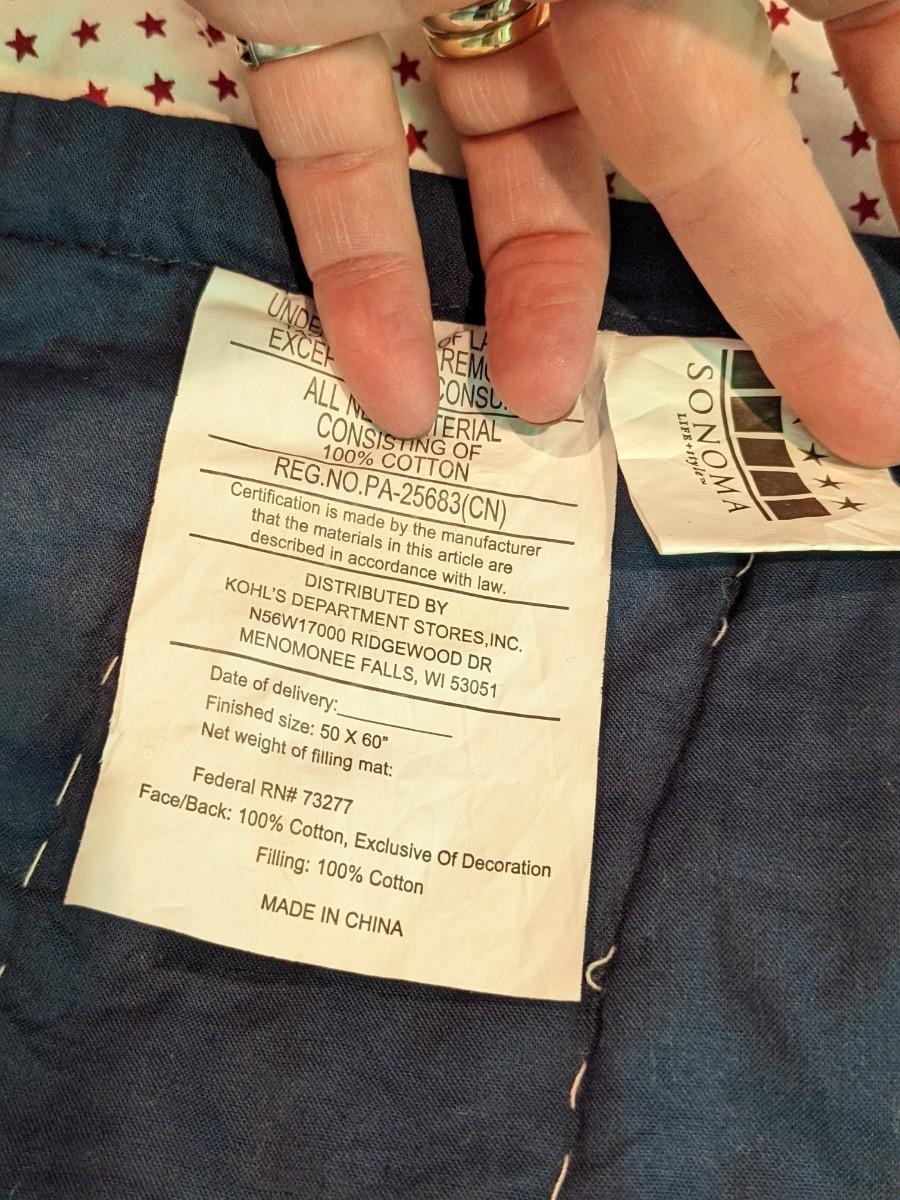 OF
EXCEP
ALL
CONSISTING OF
100% COTTON
REG.NO.PA-25683(CN)
Certification is made by the manufacturer
that the materials in this article are
described in accordance with law.
DISTRIBUTED BY
KOHL'S DEPARTMENT STORES,INC.
N56W17000 RIDGEWOOD DR
MENOMONEE FALLS, WI 53051
Date of delivery:
Finished size: 50 X 60"
Net weight of filling mat:
Federal RN# 73277
Face/Back: 100% Cotton, Exclusive Of Decoration
Filling: 100% Cotton
MADE IN CHINA
SONOMA
LIFE+style™